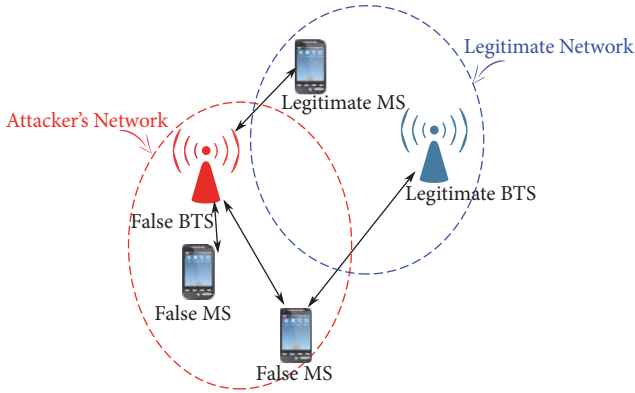 Legitimate Network
Legitimate MS
Attacker's Network
Legitimate BTS
False BTS
False MS
False MS